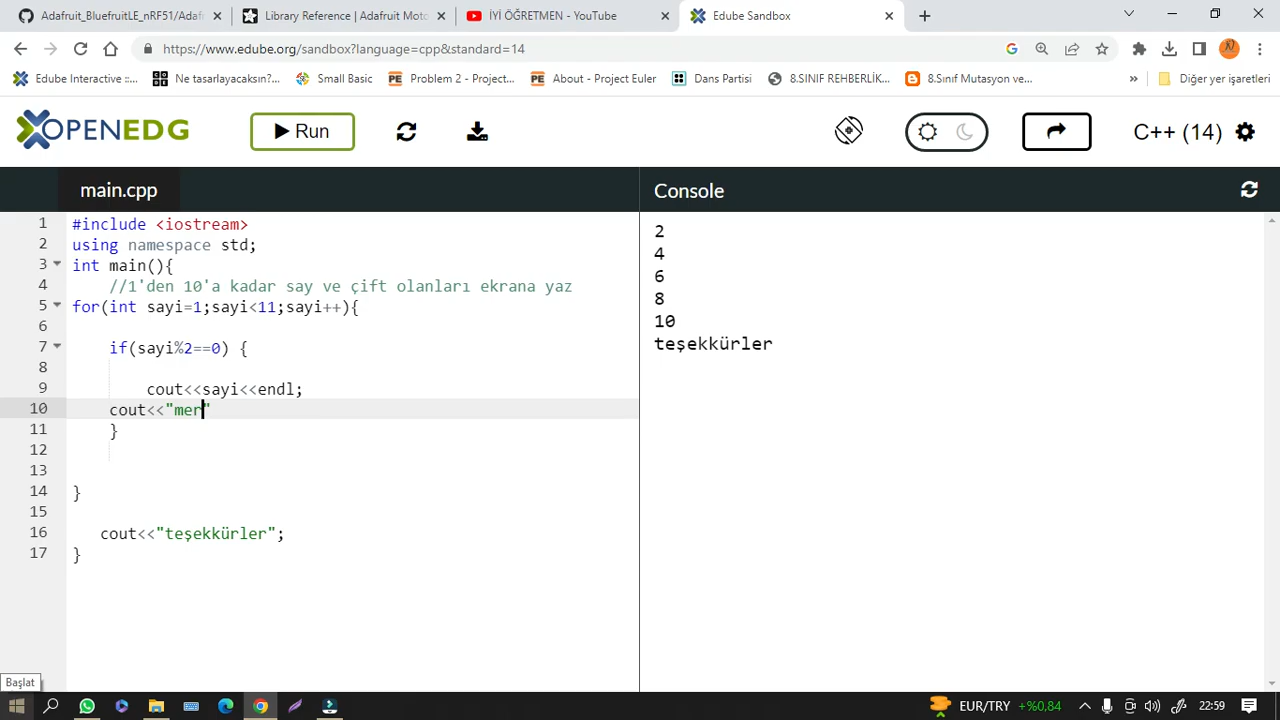 Adafruit_BluefruitLE_nRF51/Adaf
Library Reference | Adafruit Moto
İYİ ÖĞRETMEN - YouTube
Edube Sandbox
https://www.edube.org/sandbox?language=cpp&standard=14
Edube Interactive ::...
Ne tasarlayacaksın?...
Small Basic
PE Problem 2 - Project...
PE About - Project Euler
Dans Partisi
8.SINIF REHBERLİK...
8.Sınıf Mutasyon ve...
»
Diğer yer işaretleri
OPENEDG
Run
C++ (14)
main.cpp
Console
1 #include <iostream>
2 using namespace std;
3 int main(){
4 //1'den 10'a kadar say ve çift olanları ekrana yaz
5 for(int sayi=1;sayi<11;sayi++){
6
7 if(sayi%2==0) {
8
9 cout<<sayi<<endl;
10 cout<<"mer"
11 }
12
13
14 }
15
16 cout<<"teşekkürler";
17 }
2
4
6
8
10
teşekkürler
Başlat
EUR/TRY +%0,84
22:59